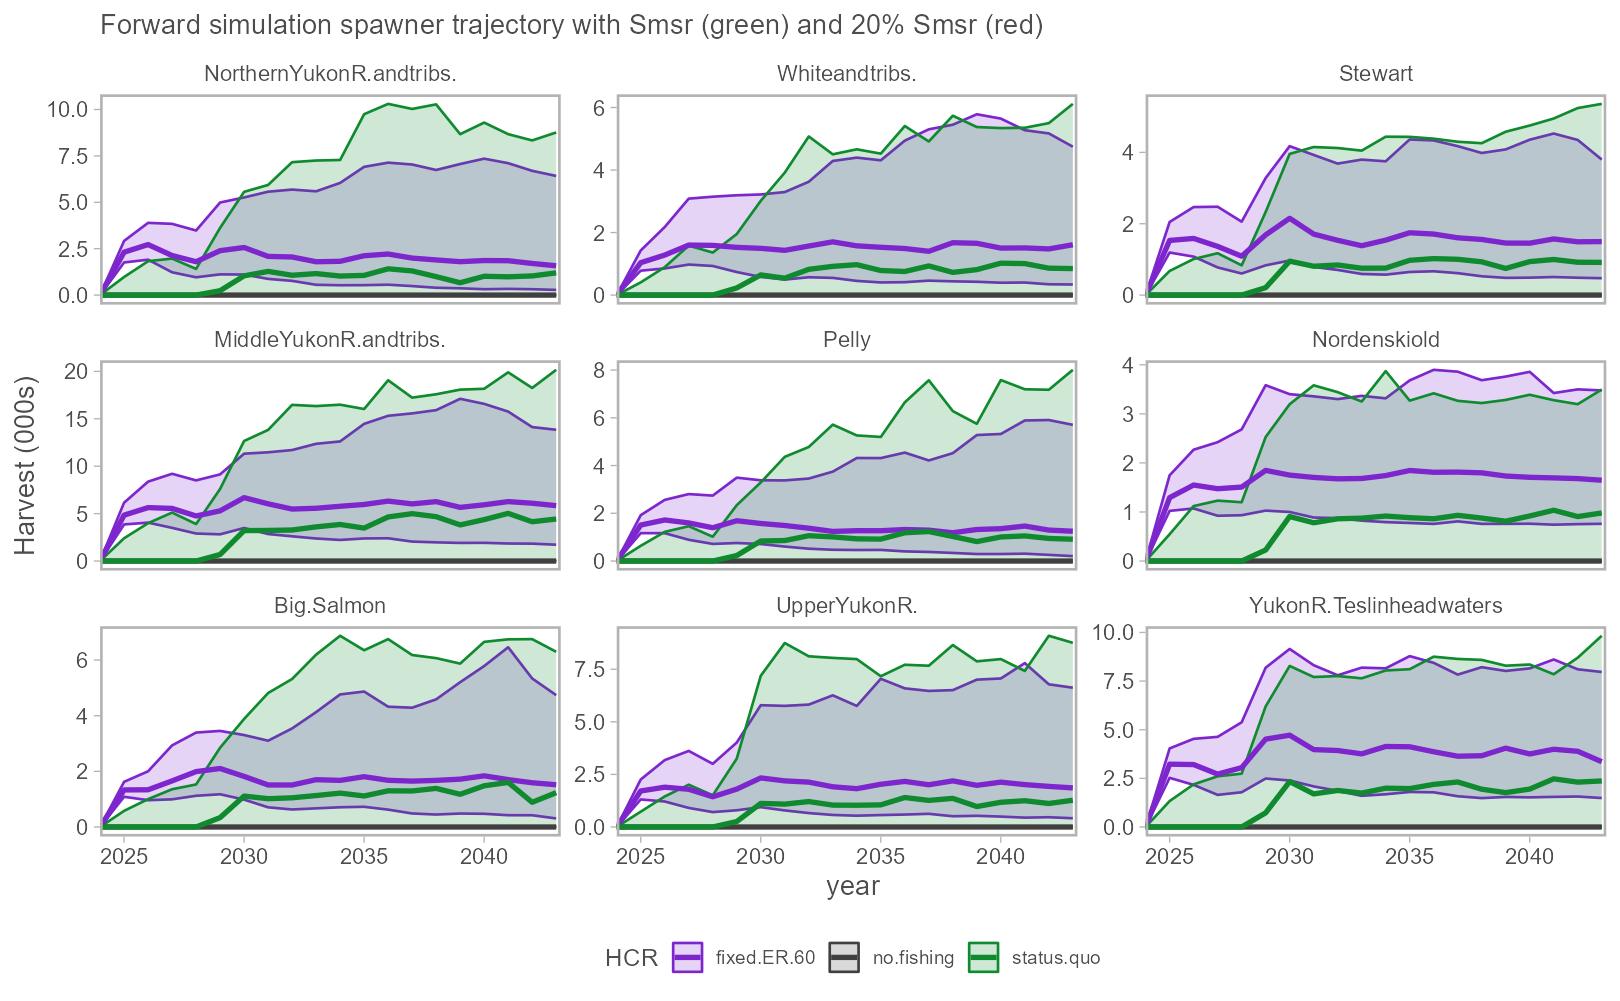 Forward simulation spawner trajectory with Smsr (green) and 20% Smsr (red)
NorthernYukonR.andtribs.
Whiteandtribs.
Stewart
10.0
7.5
5.0
2.5
0.0
6
4
2
0
4
2
0
MiddleYukonR.andtribs.
Pelly
Nordenskiold
20
15
10
5
0
8
6
4
2
0
4
3
2
1
0
Harvest (000s)
Big.Salmon
UpperYukonR.
YukonR.Teslinheadwaters
6
4
2
0
7.5
5.0
2.5
0.0
10.0
7.5
5.0
2.5
0.0
2025 2030 2035 2040
2025 2030 2035 2040
2025 2030 2035 2040
year
HCR fixed.ER.60 no.fishing status.quo